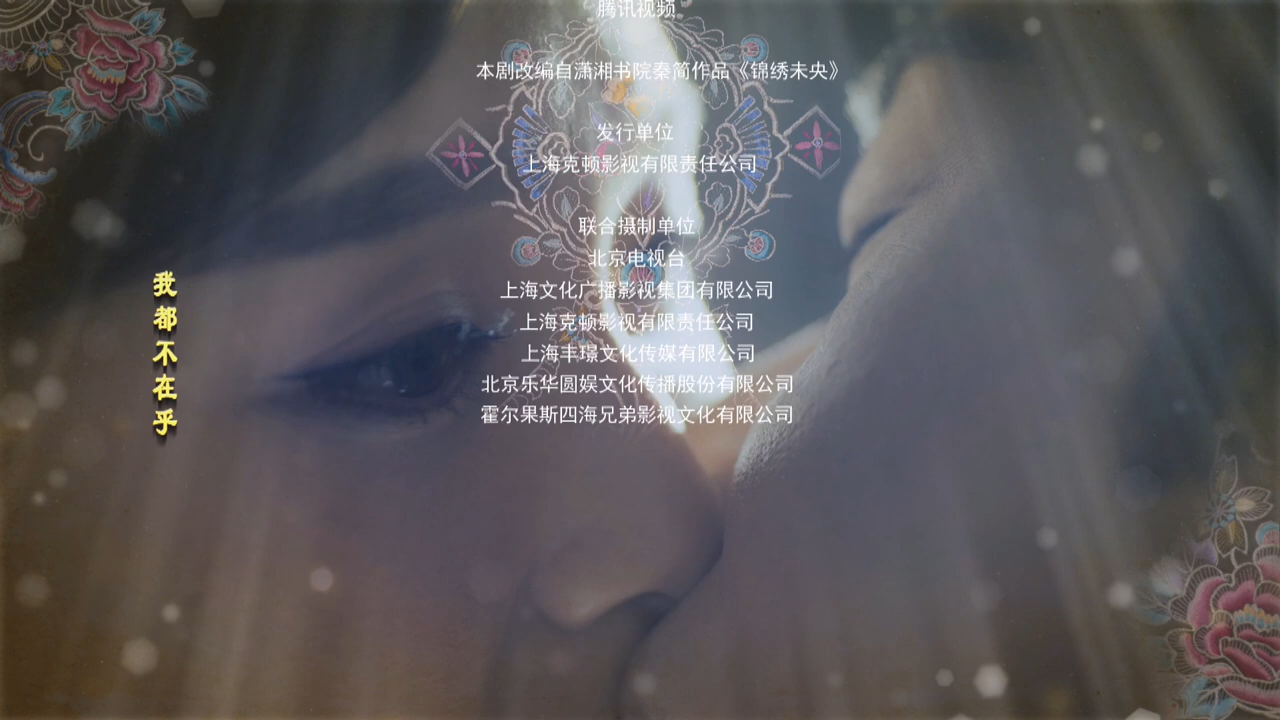 腾讯视频
本剧改编自潇湘书院秦简作品《锦绣未央》
发行单位
上海克顿影视有限责任公司
联合摄制单位
北京电视台
上海文化广播影视集团有限公司
上海克顿影视有限责任公司
上海丰璟文化传媒有限公司
北京乐华圆娱文化传播股份有限公司
霍尔果斯四海兄弟影视文化有限公司
我都不在乎